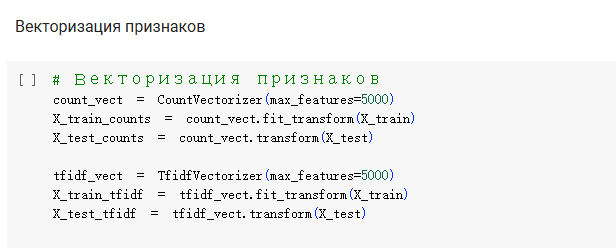 Векторизация признаков
[ ] # Векторизация признаков
count_vect = CountVectorizer(max_features=5000)
X_train_counts = count_vect.fit_transform(X_train)
X_test_counts = count_vect.transform(X_test)
tfidf_vect = TfidfVectorizer(max_features=5000)
X_train_tfidf = tfidf_vect.fit_transform(X_train)
X_test_tfidf = tfidf_vect.transform(X_test)